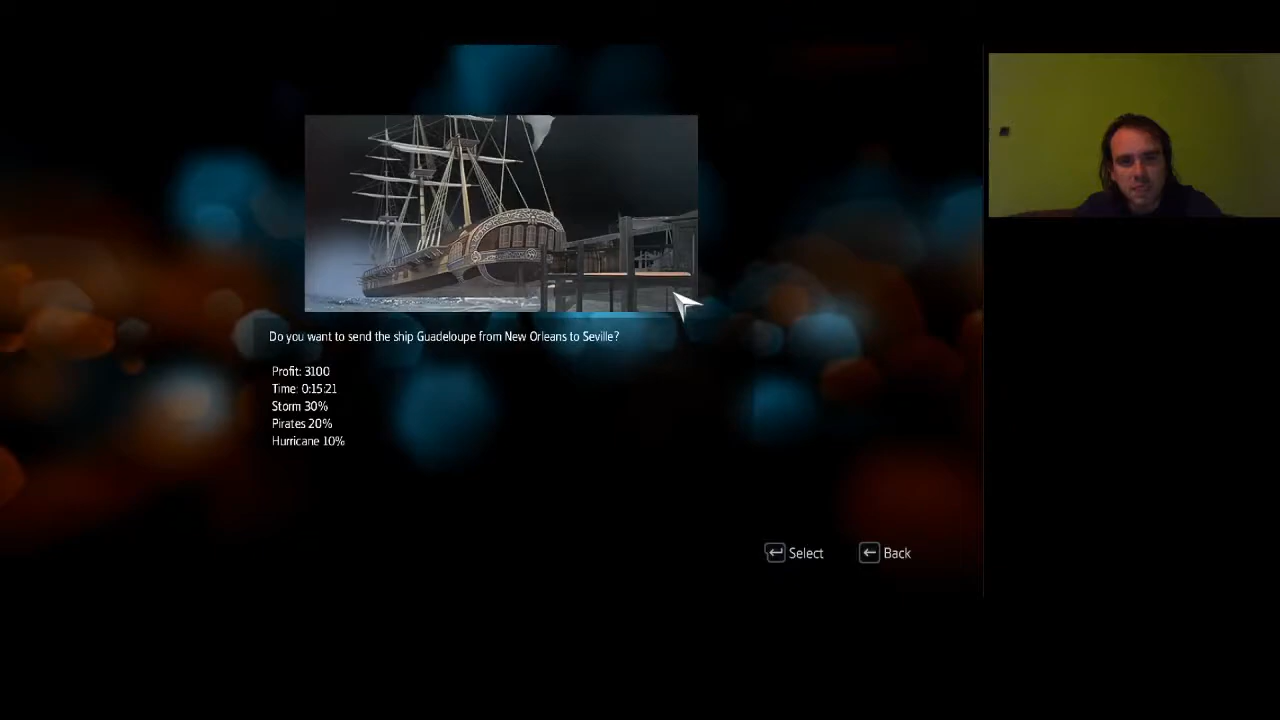 Do you want to send the ship Guadeloupe from New Orleans to Seville?
Profit: 3100
Time: 0:15:21
Storm 30%
Pirates 20%
Hurricane 10%
Select
Back